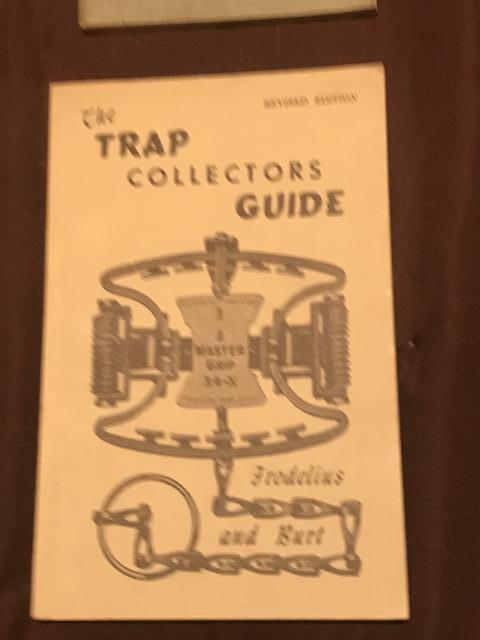 The
REVISED EDITION
TRAP
COLLECTORS
GUIDE
MASTER
GRIP
34-X
Frodelius
and Burt